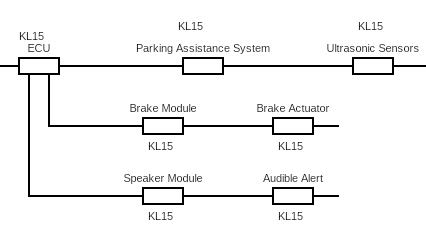 KL15
KL15
KL15
ECU
Parking Assistance System
Ultrasonic Sensors
Brake Module
Brake Actuator
KL15
KL15
Speaker Module
Audible Alert
KL15
KL15